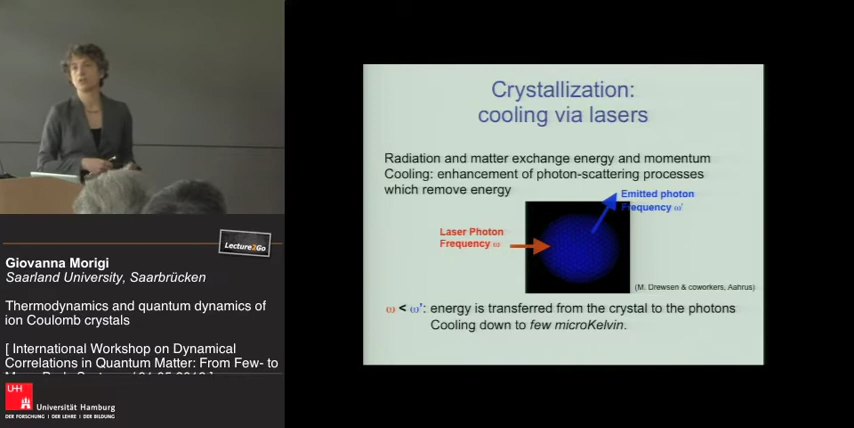 Crystallization:
cooling via lasers
Radiation and matter exchange energy and momentum
Cooling: enhancement of photon-scattering processes
which remove energy
Emitted photon
Frequency ω'
Laser Photon
Frequency ω
(M. Drewsen & coworkers, Aahrus)
ω < ω': energy is transferred from the crystal to the photons
Cooling down to few microKelvin.
Lecture2Go
Giovanna Morigi
Saarland University, Saarbrücken
Thermodynamics and quantum dynamics of
ion Coulomb crystals
[ International Workshop on Dynamical
Correlations in Quantum Matter: From Few- to
UH
Universität Hamburg
DER FORSCHUNG | DER LEHRE | DER BILDUNG